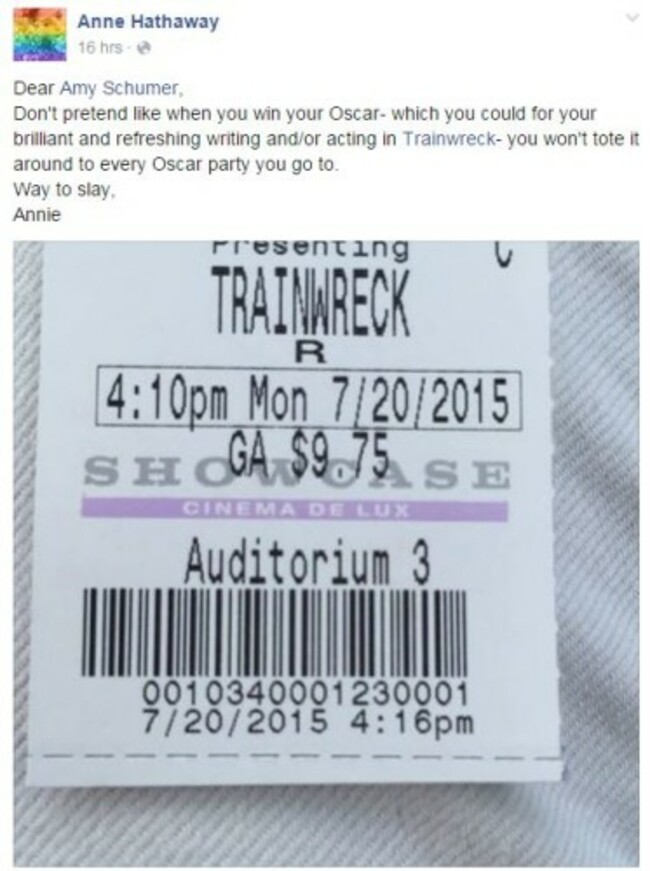 Anne Hathaway
16 hrs ·
Dear Amy Schumer,
Don't pretend like when you win your Oscar- which you could for your
brilliant and refreshing writing and/or acting in Trainwreck- you won't tote it
around to every Oscar party you go to.
Way to slay,
Annie
Presenting C
TRAINWRECK
R
4:10pm Mon 7/20/2015
GA $9.75
SHOWCASE
CINEMA DE LUX
Auditorium 3
0010340001230001
7/20/2015 4:16pm